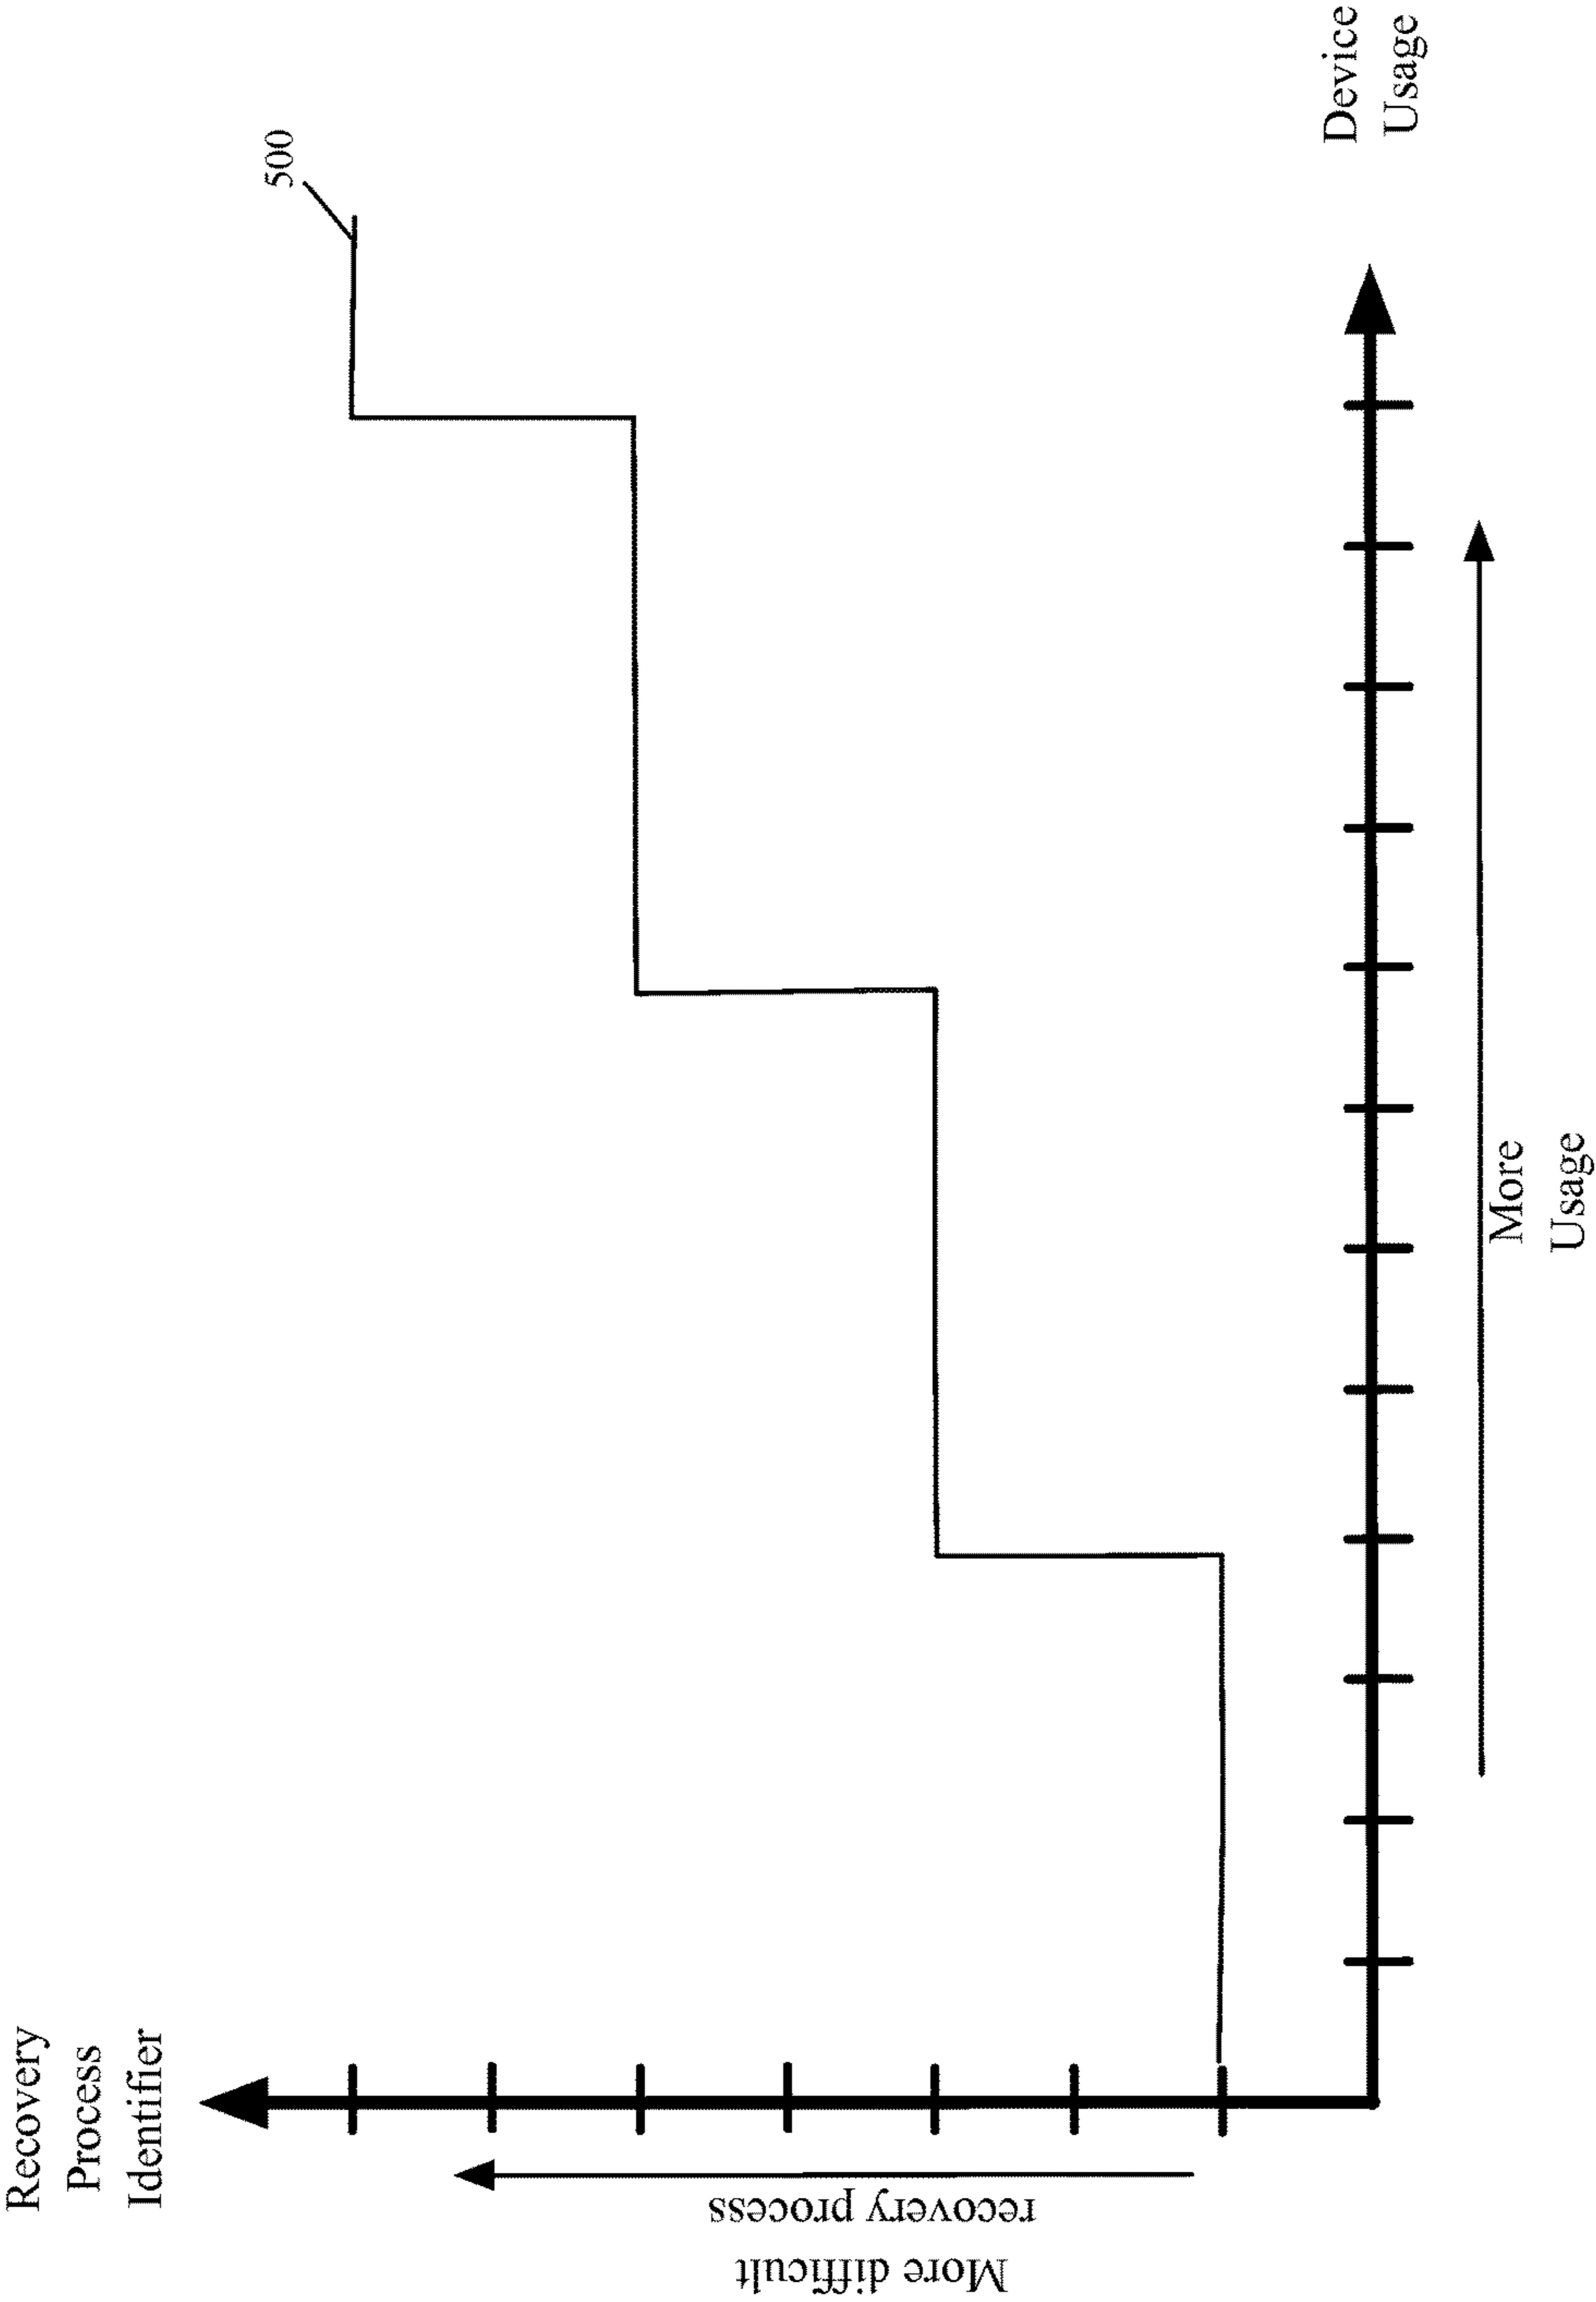 Recovery
Process
Identifier
500
More difficult
recovery process
More
Usage
Device
Usage